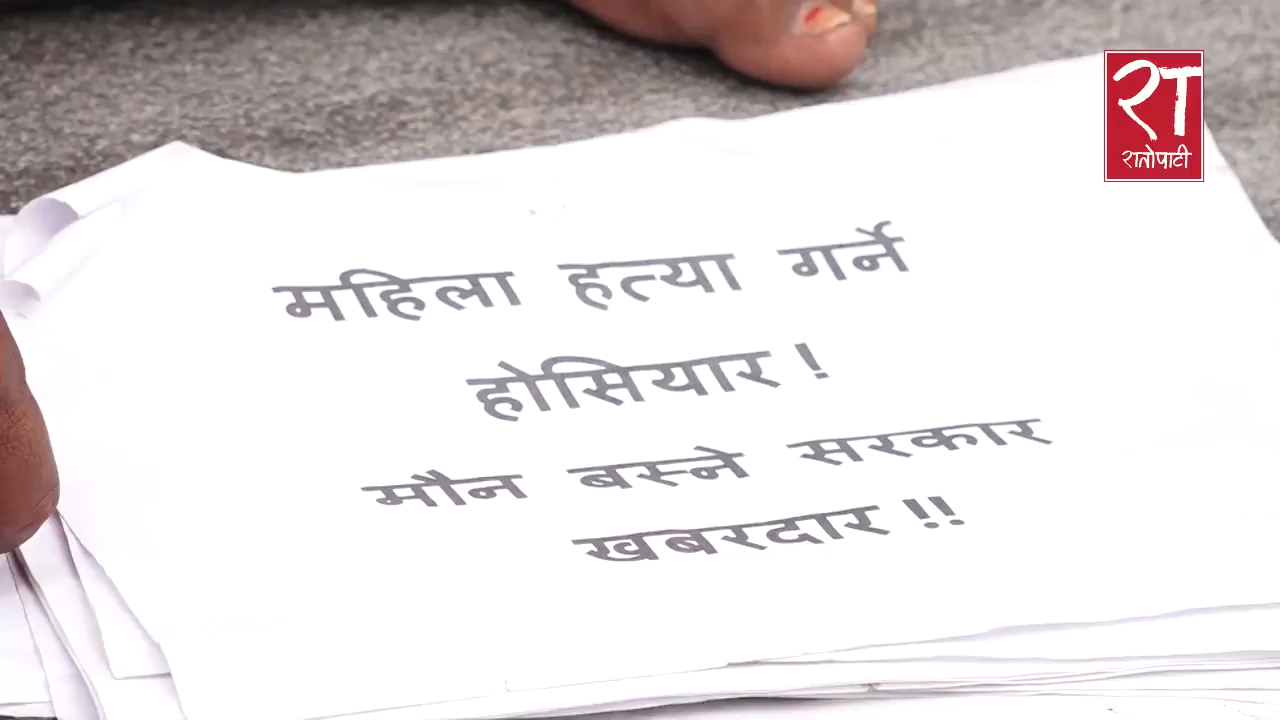 रा
रातोपाटी
महिला हत्या गर्ने
होसियार !
मौन बस्ने सरकार
खबरदार !!